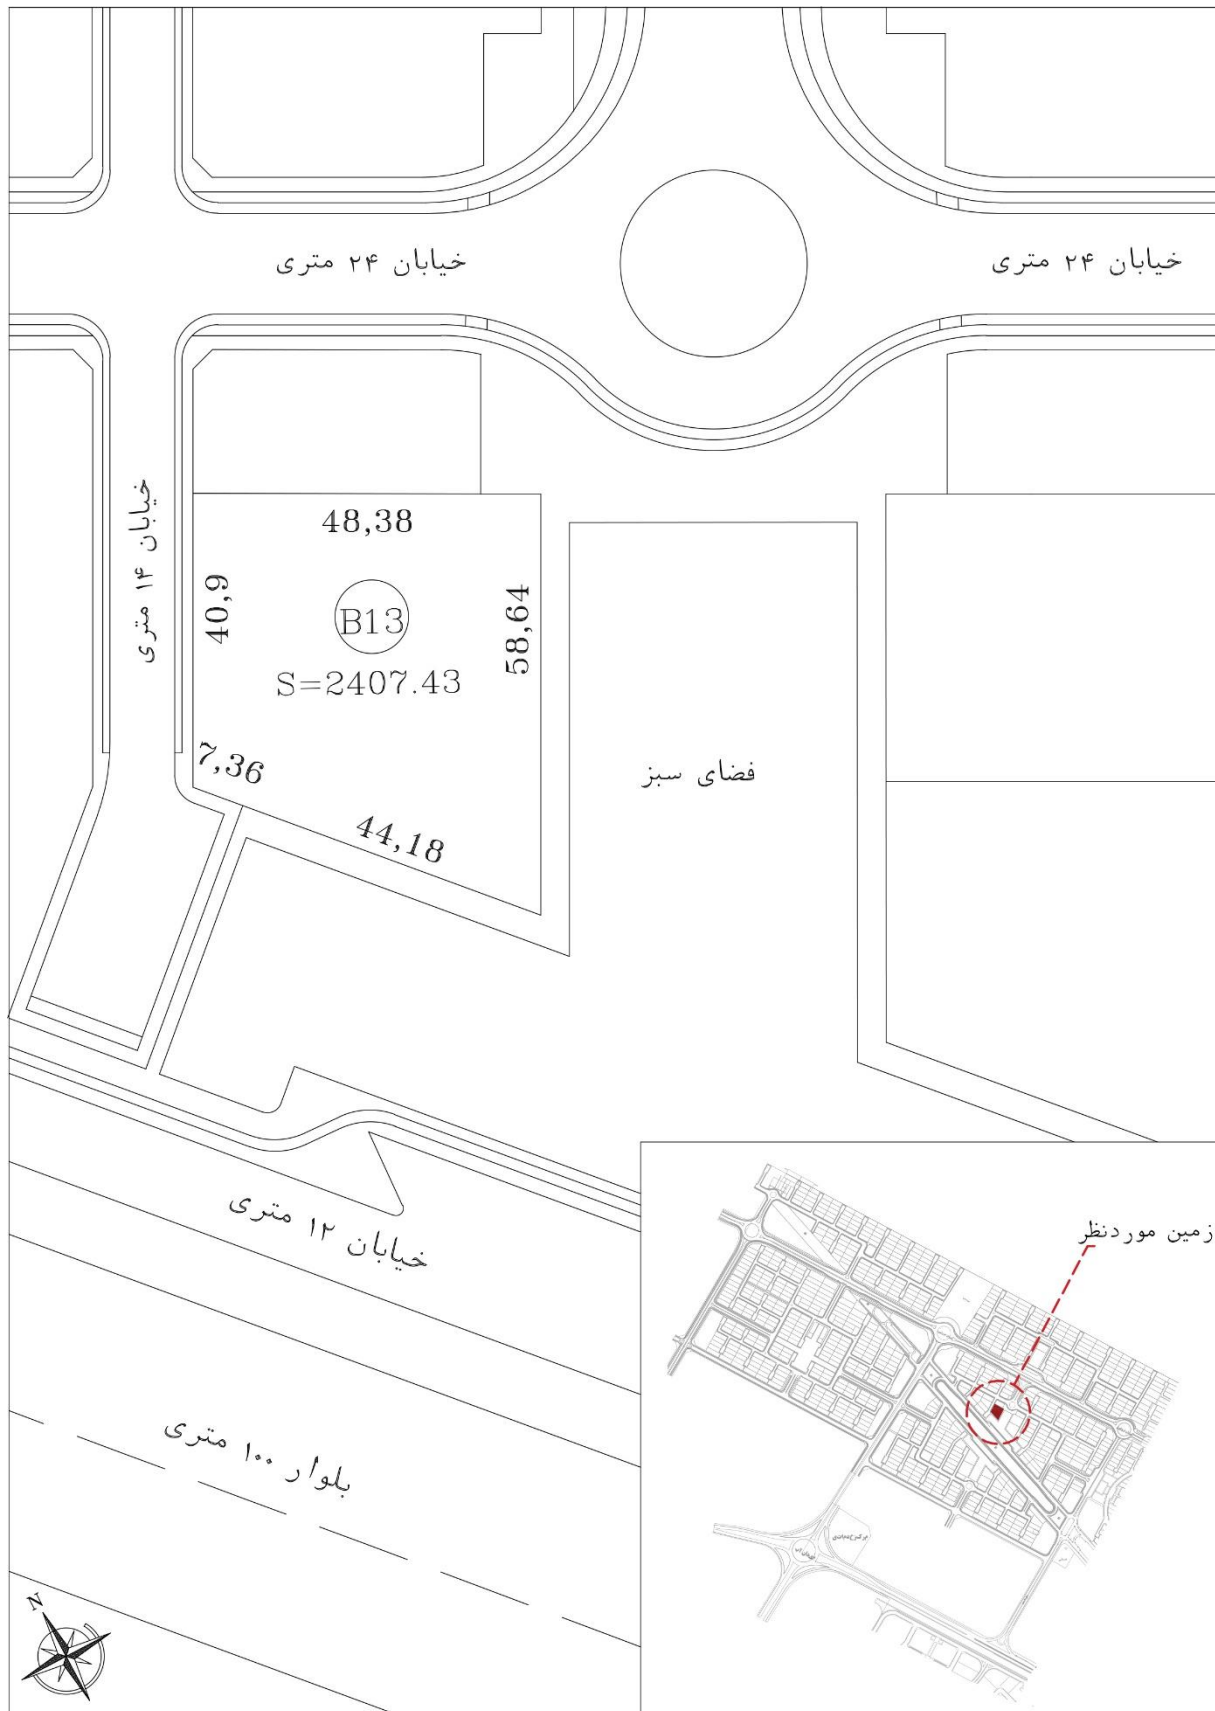 خیابان ۲۴ متری
خیابان ۲۴ متری
خیابان ۱۴ متری
48,38
40,9
58,64
B13
S=2407.43
7,36
44,18
فضای سبز
خیابان ۱۲ متری
بلوار ۱۰۰ متری
زمین موردنظر
N